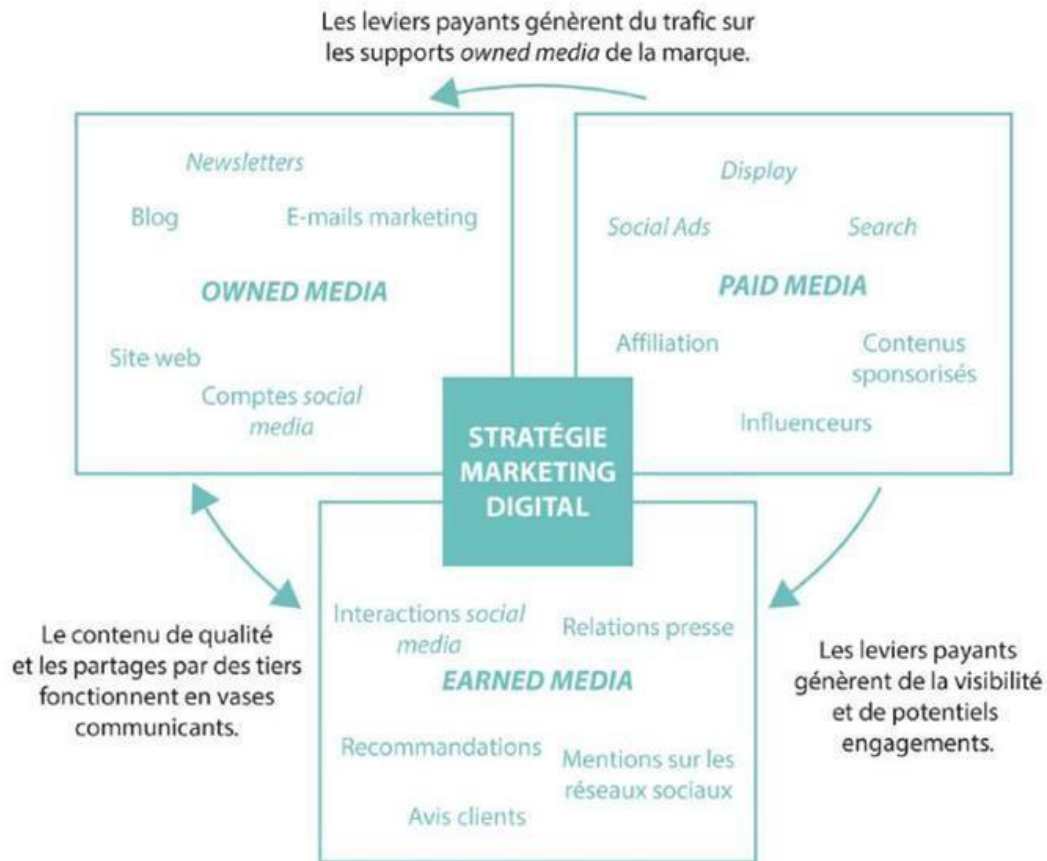 Les leviers payants génèrent du trafic sur
les supports owned media de la marque.
Newsletters
Blog
E-mails marketing
OWNED MEDIA
Site web
Comptes social
media
Display
Social Ads
Search
PAID MEDIA
Affiliation
Contenus
sponsorisés
Influenceurs
STRATÉGIE
MARKETING
DIGITAL
Interactions social
media
Relations presse
EARNED MEDIA
Recommandations
Mentions sur les
réseaux sociaux
Avis clients
Le contenu de qualité
et les partages par des tiers
fonctionnent en vases
communicants.
Les leviers payants
génèrent de la visibilité
et de potentiels
engagements.